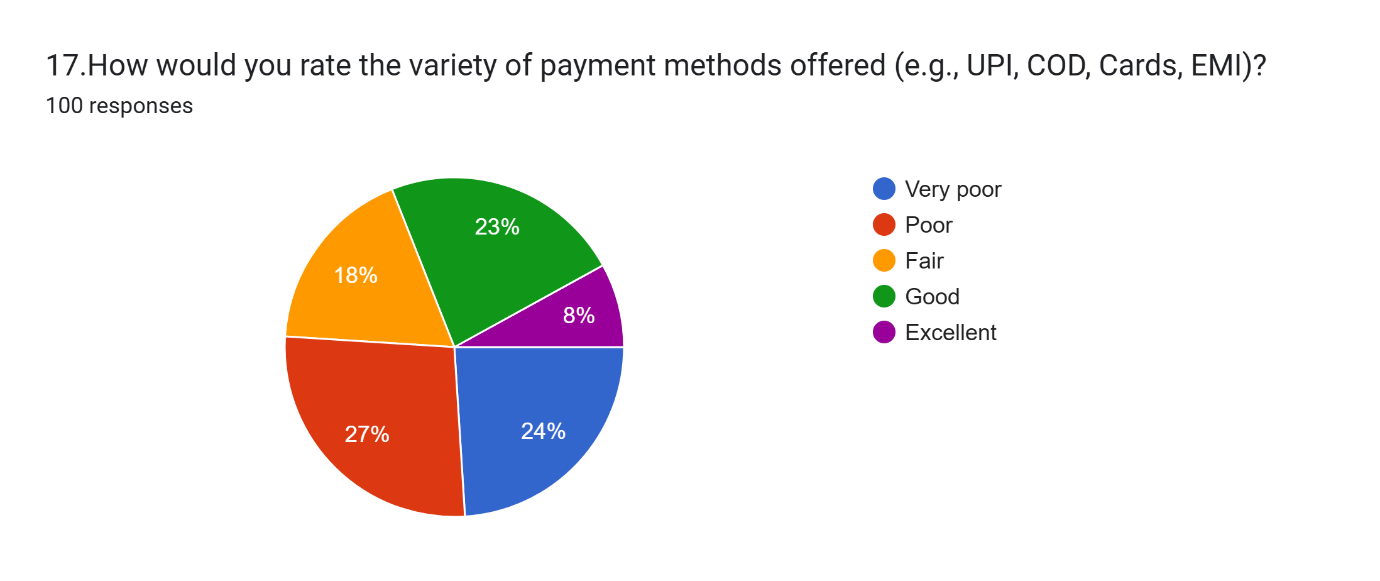 17.How would you rate the variety of payment methods offered (e.g., UPI, COD, Cards, EMI)?
100 responses
23%
18%
8%
27%
24%
Very poor
Poor
Fair
Good
Excellent